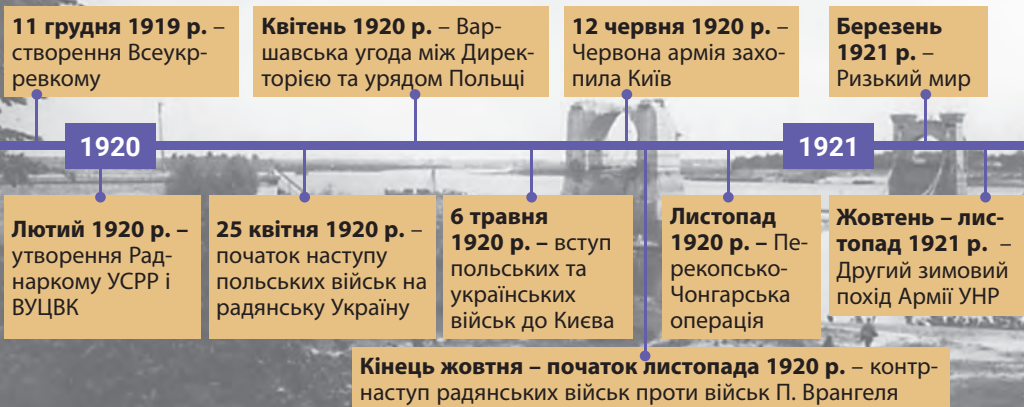 11 грудня 1919 р. –
створення Всеукр-
ревкому
Квітень 1920 р. – Вар-
шавська угода між Дирек-
торією та урядом Польщі
12 червня 1920 р. –
Червона армія захо-
пила Київ
Березень
1921 р. –
Ризький мир
1920
1921
Лютий 1920 р. –
утворення Рад-
наркому УСРР і
ВУЦВК
25 квітня 1920 р. –
початок наступу
польських військ на
радянську Україну
6 травня
1920 р. – вступ
польських та
українських
військ до Києва
Листопад
1920 р. – Пе-
рекопсько-
Чонгарська
операція
Жовтень – лис-
топад 1921 р. –
Другий зимовий
похід Армії УНР
Кінець жовтня – початок листопада 1920 р. – контр-
наступ радянських військ проти військ П. Врангеля